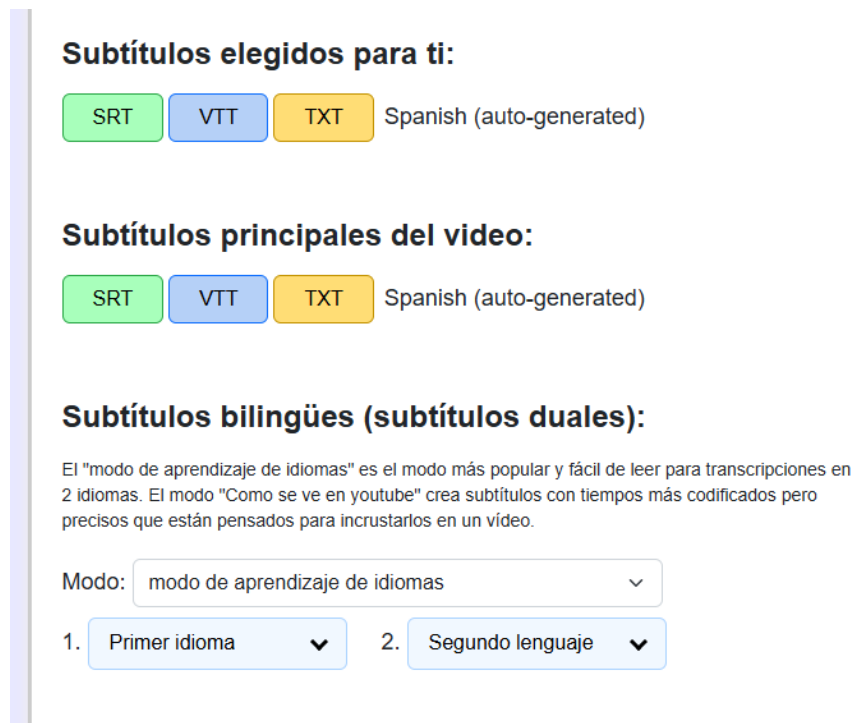 Subtítulos elegidos para ti:
SRT VTT TXT Spanish (auto-generated)
Subtítulos principales del video:
SRT VTT TXT Spanish (auto-generated)
Subtítulos bilingües (subtítulos duales):
El "modo de aprendizaje de idiomas" es el modo más popular y fácil de leer para transcripciones en
2 idiomas. El modo "Como se ve en youtube" crea subtítulos con tiempos más codificados pero
precisos que están pensados para incrustarlos en un vídeo.
Modo: modo de aprendizaje de idiomas
1. Primer idioma 2. Segundo lenguaje